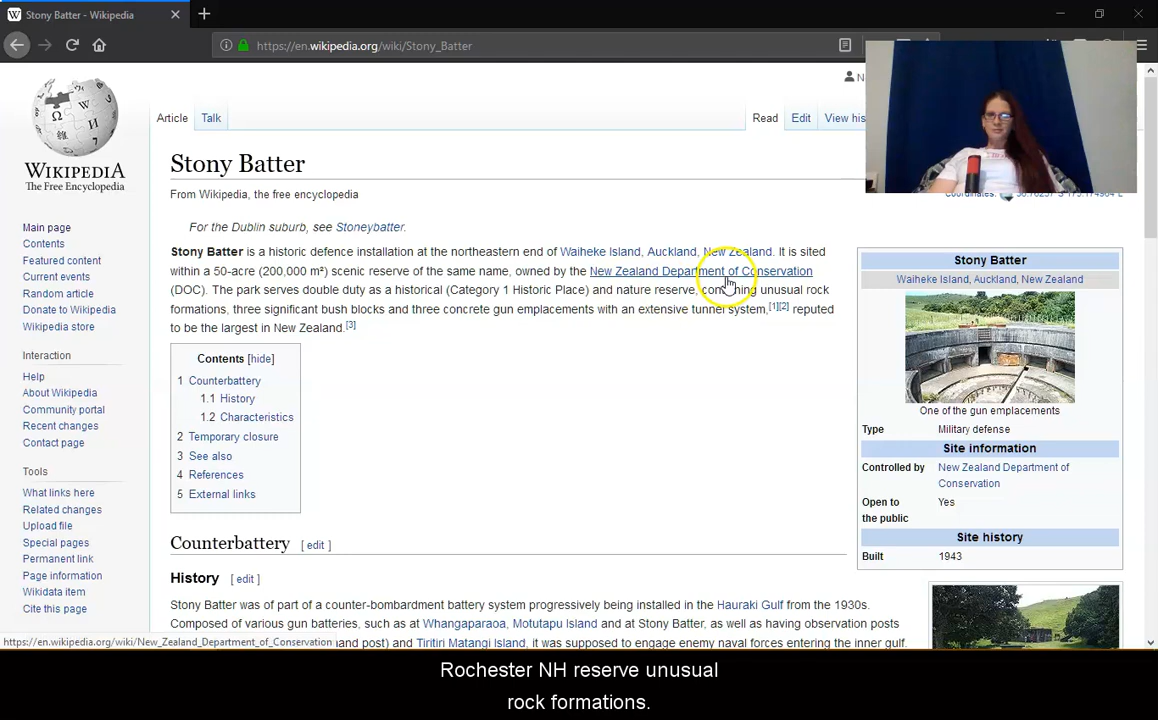 Stony Batter - Wikipedia
https://en.wikipedia.org/wiki/Stony_Batter
WIKIPEDIA
The Free Encyclopedia
Main page
Contents
Featured content
Current events
Random article
Donate to Wikipedia
Wikipedia store
Interaction
Help
About Wikipedia
Community portal
Recent changes
Contact page
Tools
What links here
Related changes
Upload file
Special pages
Permanent link
Page information
Wikidata item
Cite this page
Article Talk
Read Edit View his
Stony Batter
From Wikipedia, the free encyclopedia
For the Dublin suburb, see Stoneybatter.
Stony Batter is a historic defence installation at the northeastern end of Waiheke Island, Auckland, New Zealand. It is sited
within a 50-acre (200,000 m²) scenic reserve of the same name, owned by the New Zealand Department of Conservation
(DOC). The park serves double duty as a historical (Category 1 Historic Place) and nature reserve, combining unusual rock
formations, three significant bush blocks and three concrete gun emplacements with an extensive tunnel system,[1][2] reputed
to be the largest in New Zealand.[3]
Contents [hide]
1 Counterbattery
1.1 History
1.2 Characteristics
2 Temporary closure
3 See also
4 References
5 External links
Counterbattery [ edit ]
History [ edit ]
Stony Batter was of part of a counter-bombardment battery system progressively being installed in the Hauraki Gulf from the 1930s.
Composed of various gun batteries, such as at Whangaparaoa, Motutapu Island and at Stony Batter, as well as having observation posts
and post) and Tiritiri Matangi Island, it was supposed to engage enemy naval forces entering the inner gulf.
Stony Batter
Waiheke Island, Auckland, New Zealand
One of the gun emplacements
Type Military defense
Site information
Controlled by New Zealand Department of
Conservation
Open to Yes
the public
Site history
Built 1943
https://en.wikipedia.org/wiki/New_Zealand_Department_of_Conservation
Rochester NH reserve unusual
rock formations.